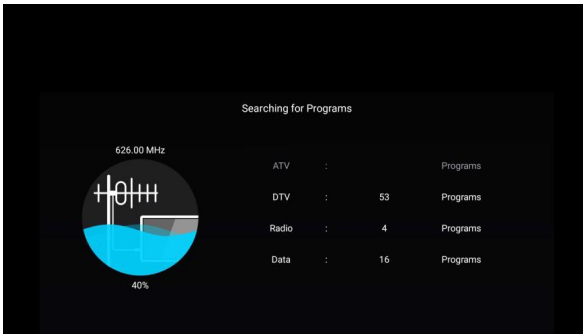 Searching for Programs
626.00 MHz
ATV : Programs
DTV : 53 Programs
Radio : 4 Programs
Data : 16 Programs
40%